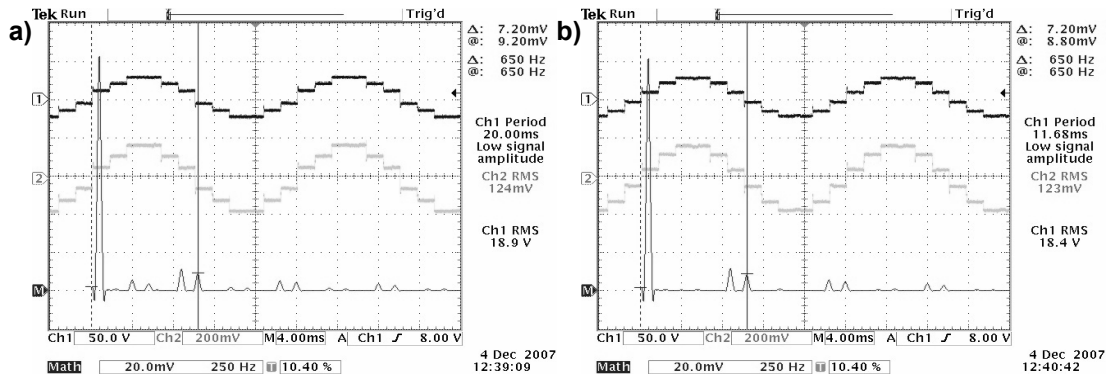 a)
Tek Run
Trig'd
Δ: 7.20mV
@: 9.20mV
Δ: 650 Hz
@: 650 Hz
1
Ch1 Period
20.00ms
Low signal
amplitude
2
Ch2 RMS
124mV
Ch1 RMS
18.9 V
M
Ch1 50.0 V Ch2 200mV M 4.00ms A Ch1 8.00 V
4 Dec 2007
12:39:09
Math 20.0mV 250 Hz T 10.40 %
b)
Tek Run
Trig'd
Δ: 7.20mV
@: 8.80mV
Δ: 650 Hz
@: 650 Hz
1
Ch1 Period
11.68ms
Low signal
amplitude
2
Ch2 RMS
123mV
Ch1 RMS
18.4 V
M
Ch1 50.0 V Ch2 200mV M 4.00ms A Ch1 8.00 V
4 Dec 2007
12:40:42
Math 20.0mV 250 Hz T 10.40 %